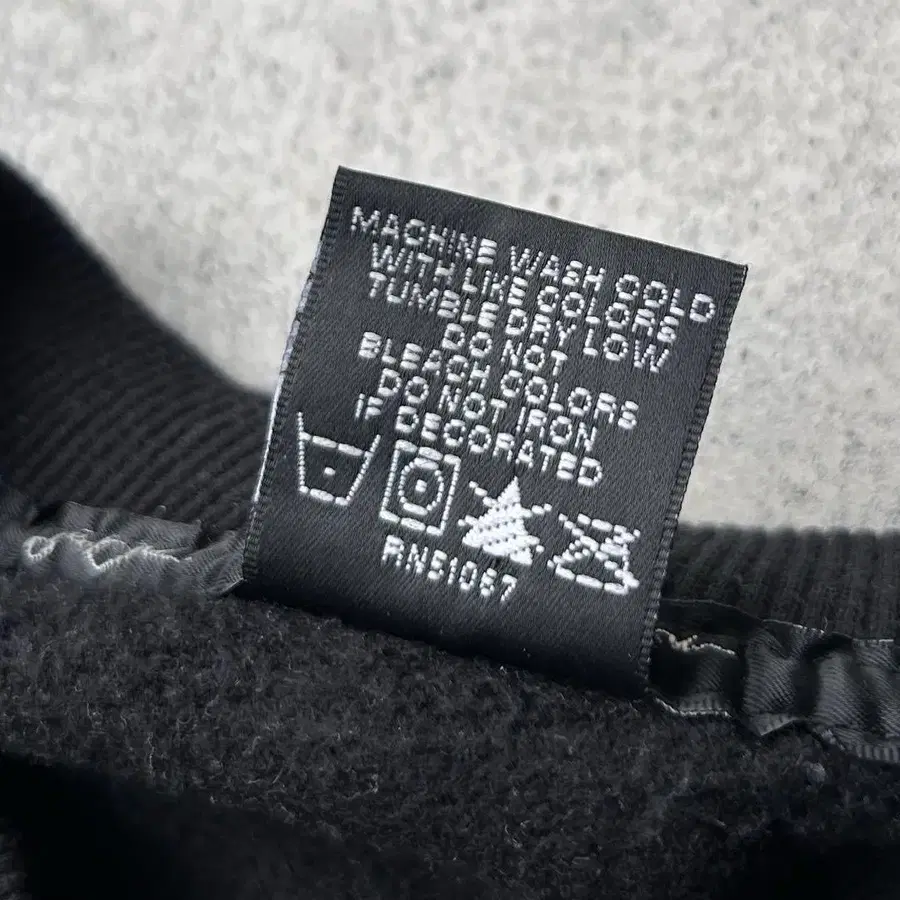 MACHINE WASH COLD
WITH LIKE COLORS
TUMBLE DRY LOW
DO NOT
BLEACH COLORS
DO NOT IRON
IF DECORATED
RN51067